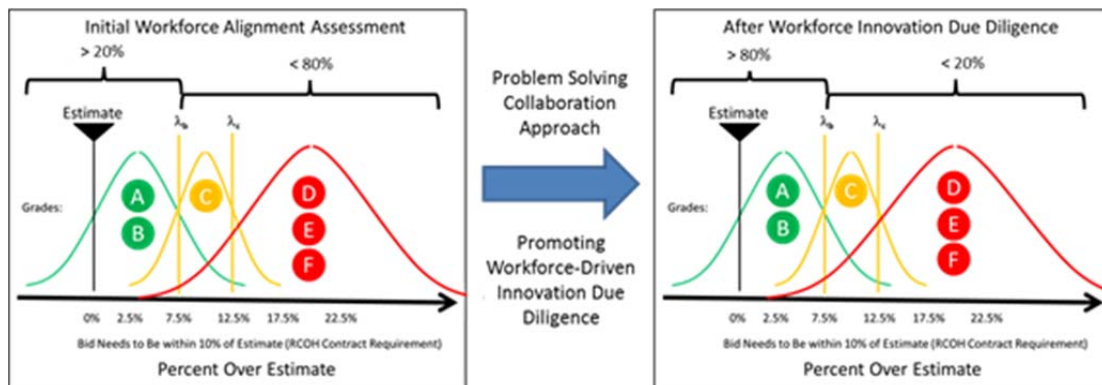 Initial Workforce Alignment Assessment
> 20%
< 80%
Estimate
λb
λc
Grades:
A
B
C
D
E
F
0% 2.5% 7.5% 12.5% 17.5% 22.5%
Bid Needs to Be within 10% of Estimate (RCOH Contract Requirement)
Percent Over Estimate
Problem Solving
Collaboration
Approach
Promoting
Workforce-Driven
Innovation Due
Diligence
After Workforce Innovation Due Diligence
> 80%
< 20%
Estimate
λb
λc
Grades:
A
B
C
D
E
F
0% 2.5% 7.5% 12.5% 17.5% 22.5%
Bid Needs to Be within 10% of Estimate (RCOH Contract Requirement)
Percent Over Estimate